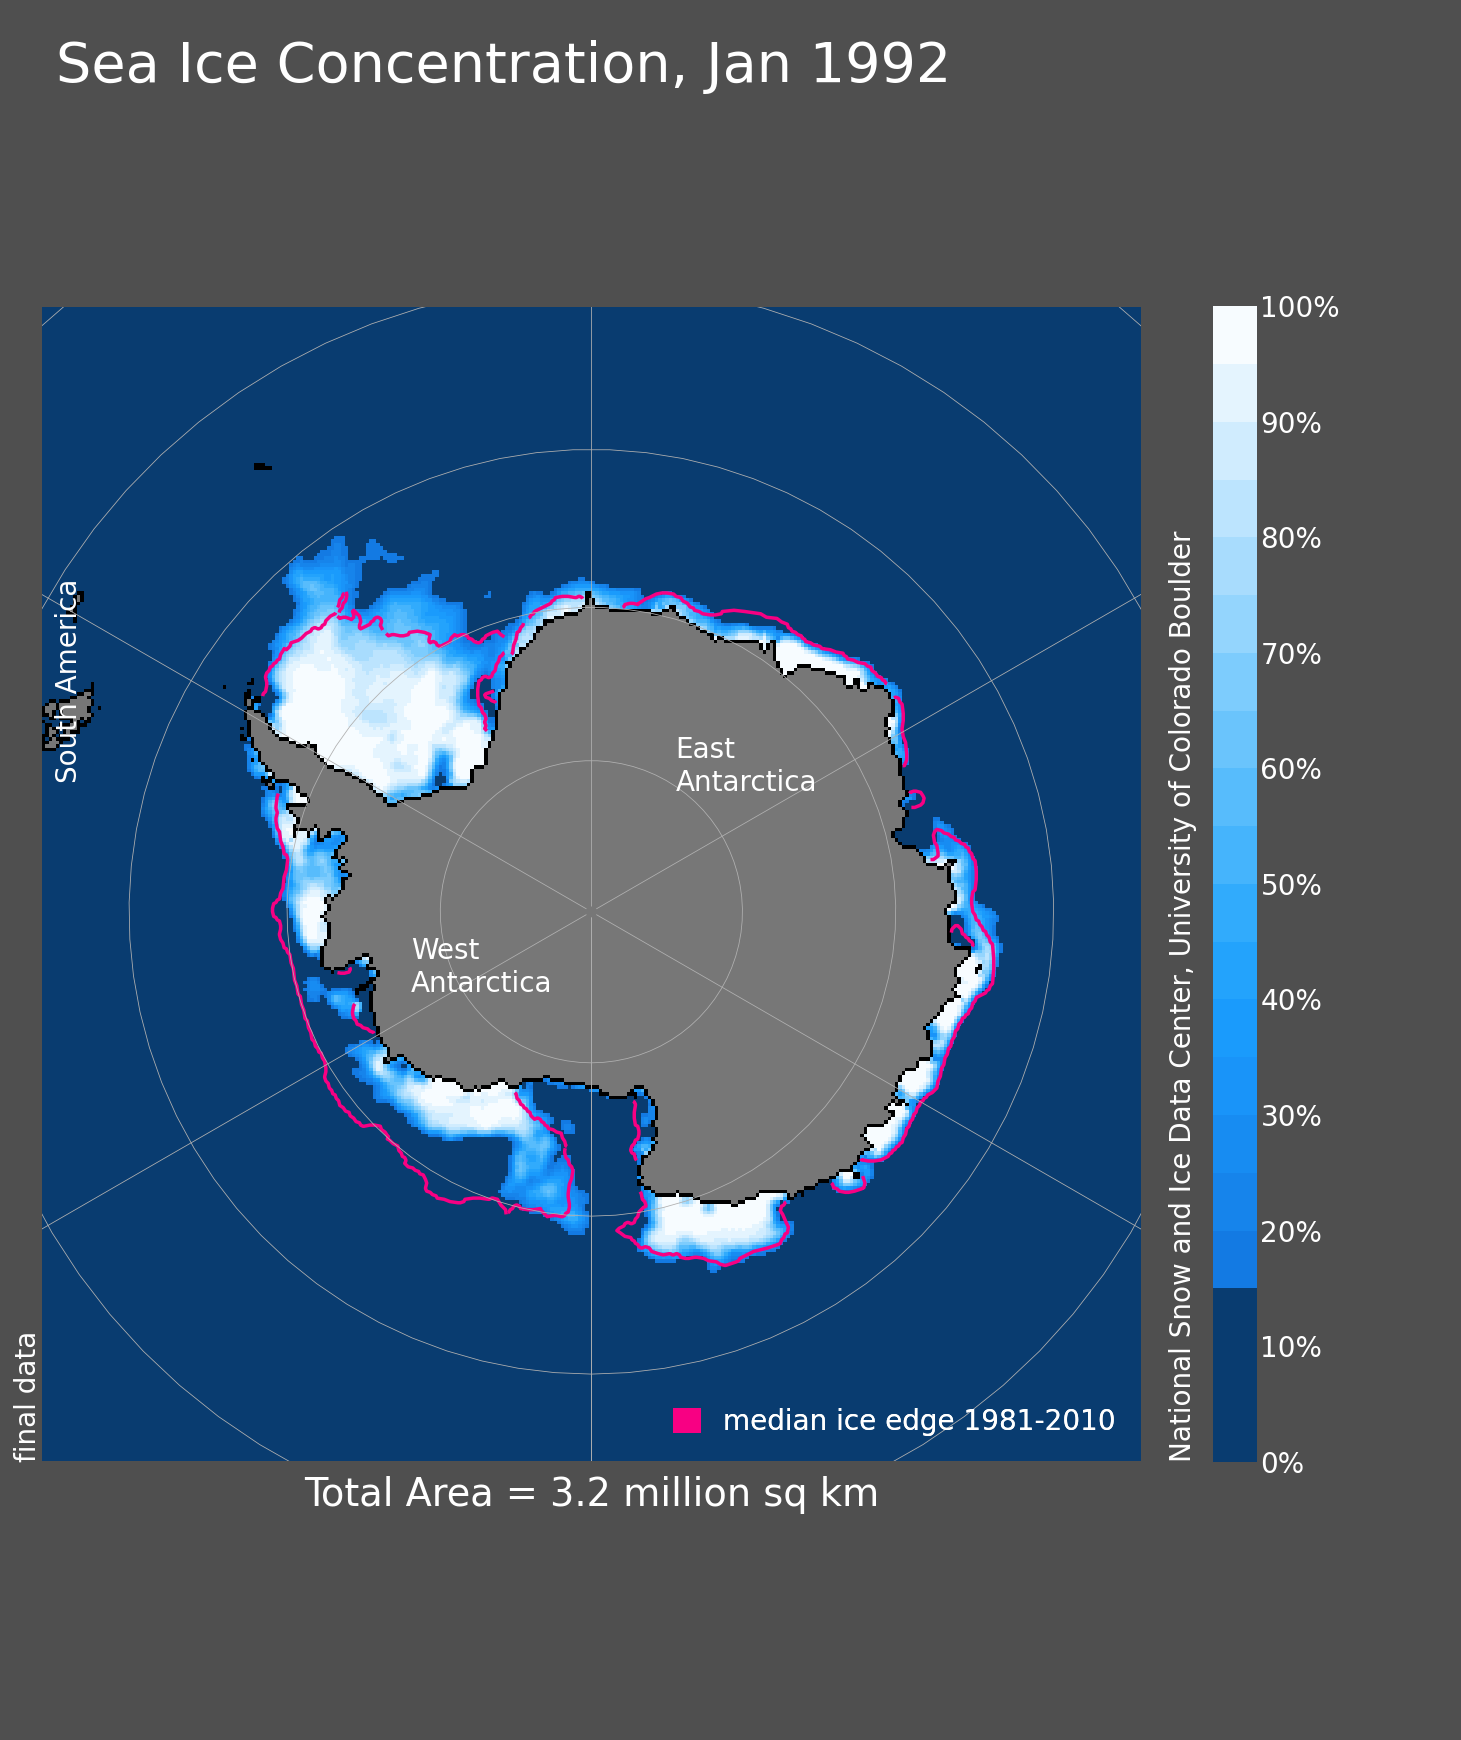 Sea Ice Concentration, Jan 1992
100%
90%
80%
70%
60%
50%
40%
30%
20%
10%
0%
National Snow and Ice Data Center, University of Colorado Boulder
South America
East
Antarctica
West
Antarctica
final data
median ice edge 1981-2010
Total Area = 3.2 million sq km